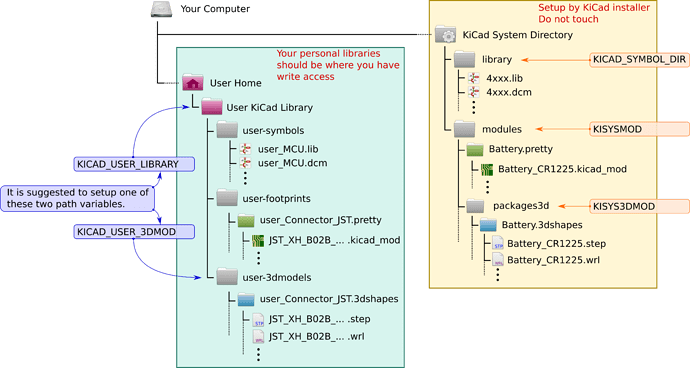 Your Computer
Setup by KiCad installer
Do not touch
KiCad System Directory
Your personal libraries
should be where you have
write access
library
KICAD_SYMBOL_DIR
4xxx.lib
4xxx.dcm
User Home
User KiCad Library
user-symbols
user_MCU.lib
user_MCU.dcm
modules
KISYSMOD
Battery.pretty
Battery_CR1225.kicad_mod
KICAD_USER_LIBRARY
It is suggested to setup one of
these two path variables.
KICAD_USER_3DMOD
user-footprints
user_Connector_JST.pretty
JST_XH_B02B_... .kicad_mod
packages3d
KISYS3DMOD
Battery.3dshapes
Battery_CR1225.step
Battery_CR1225.wrl
user-3dmodels
user_Connector_JST.3dshapes
JST_XH_B02B_... .step
JST_XH_B02B_... .wrl